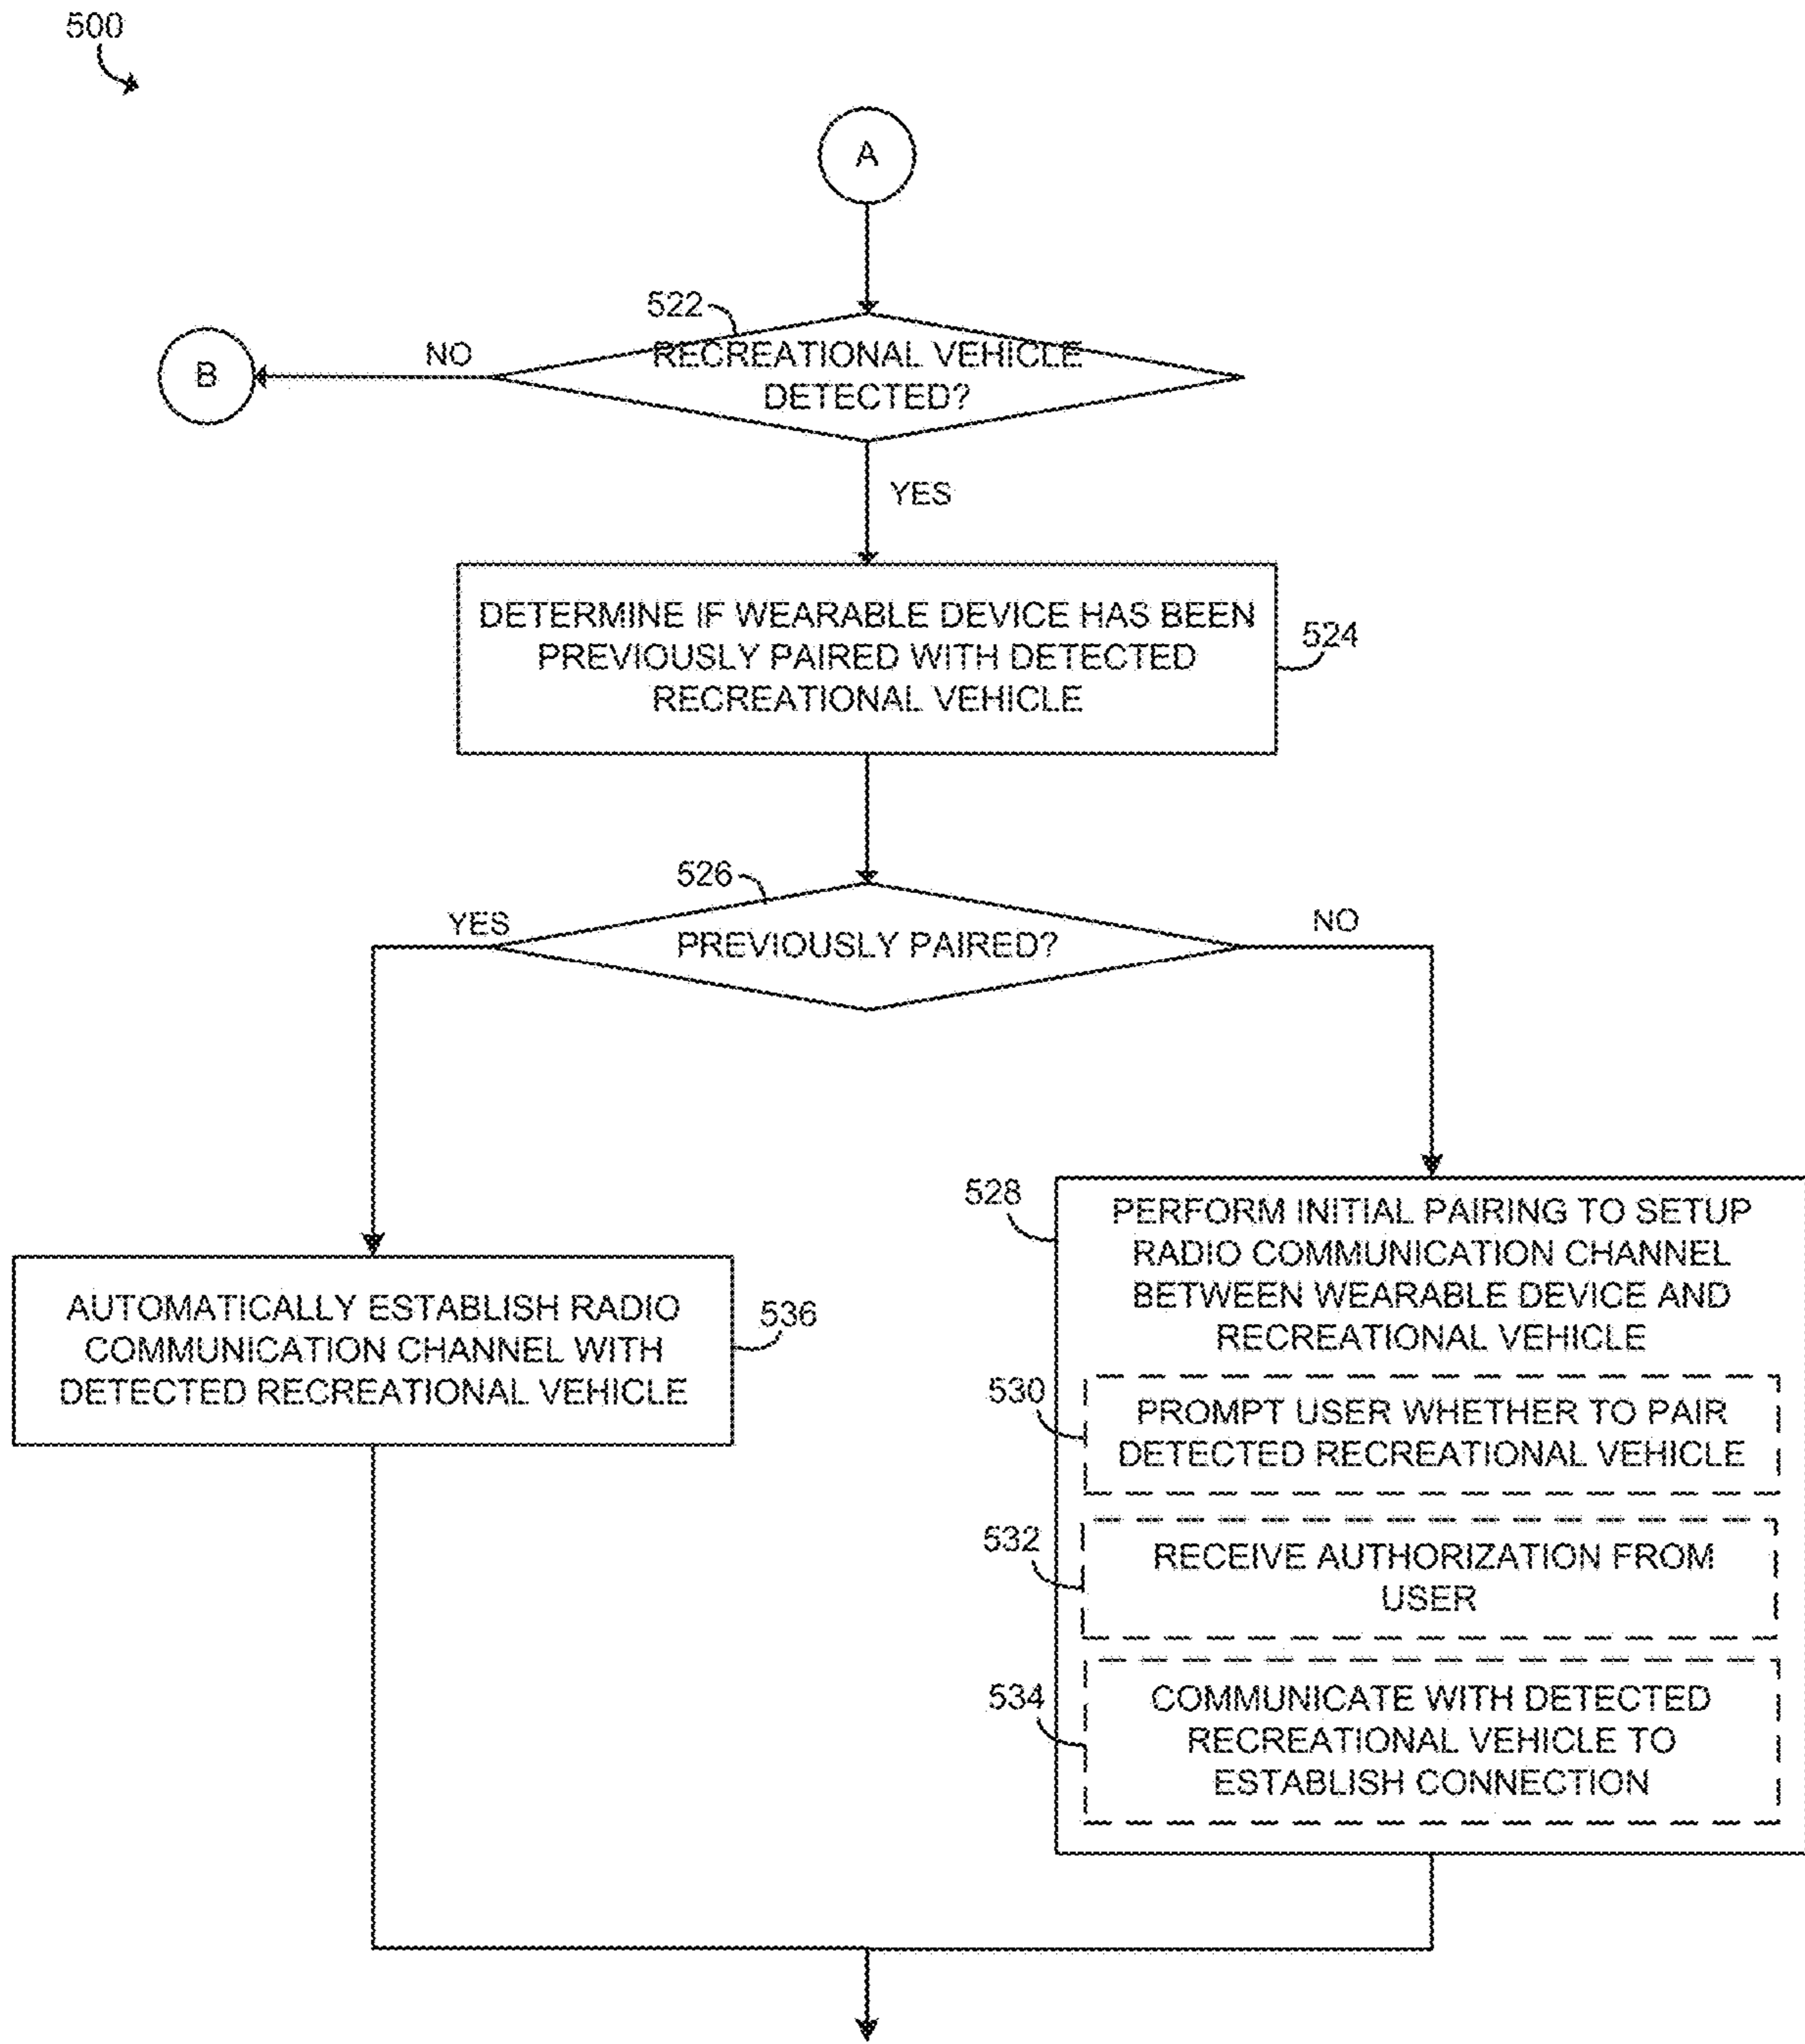 500
A
522
RECREATIONAL VEHICLE
DETECTED?
NO
B
YES
DETERMINE IF WEARABLE DEVICE HAS BEEN
PREVIOUSLY PAIRED WITH DETECTED
RECREATIONAL VEHICLE
524
526
YES
PREVIOUSLY PAIRED?
NO
AUTOMATICALLY ESTABLISH RADIO
COMMUNICATION CHANNEL WITH
DETECTED RECREATIONAL VEHICLE
536
528
PERFORM INITIAL PAIRING TO SETUP
RADIO COMMUNICATION CHANNEL
BETWEEN WEARABLE DEVICE AND
RECREATIONAL VEHICLE
530
PROMPT USER WHETHER TO PAIR
DETECTED RECREATIONAL VEHICLE
532
RECEIVE AUTHORIZATION FROM
USER
534
COMMUNICATE WITH DETECTED
RECREATIONAL VEHICLE TO
ESTABLISH CONNECTION